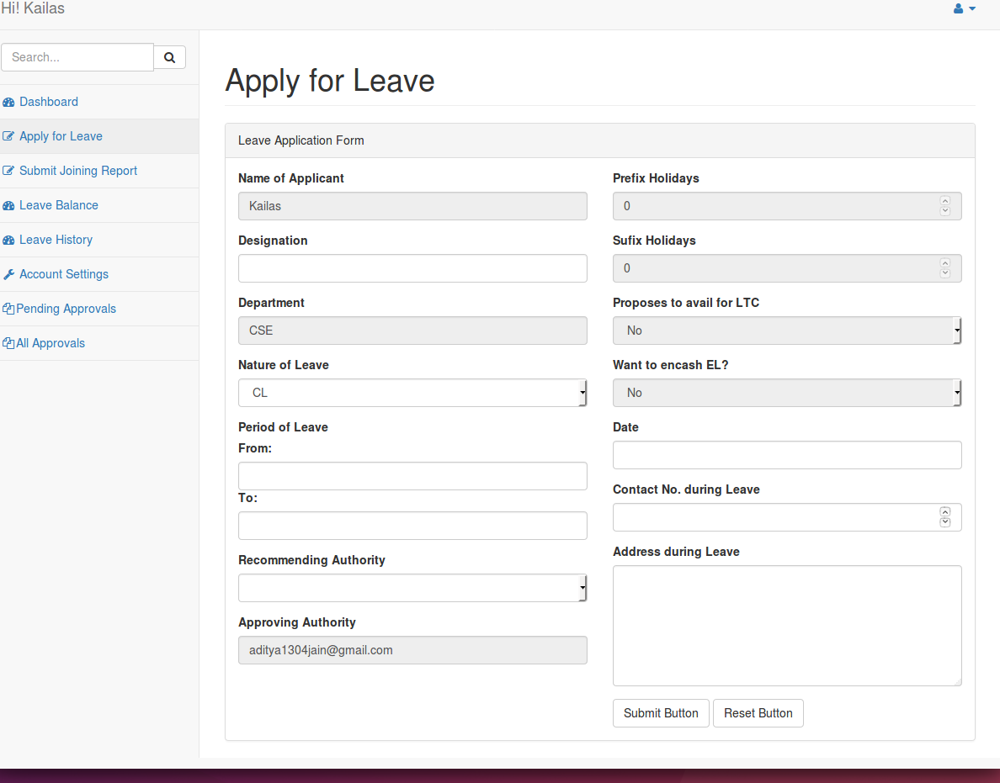 Hi! Kailas
Search...
Dashboard
Apply for Leave
Submit Joining Report
Leave Balance
Leave History
Account Settings
Pending Approvals
All Approvals
Apply for Leave
Leave Application Form
Name of Applicant
Kailas
Designation
Department
CSE
Nature of Leave
CL
Period of Leave
From:
To:
Recommending Authority
Approving Authority
aditya1304jain@gmail.com
Prefix Holidays
0
Sufix Holidays
0
Proposes to avail for LTC
No
Want to encash EL?
No
Date
Contact No. during Leave
Address during Leave
Submit Button
Reset Button